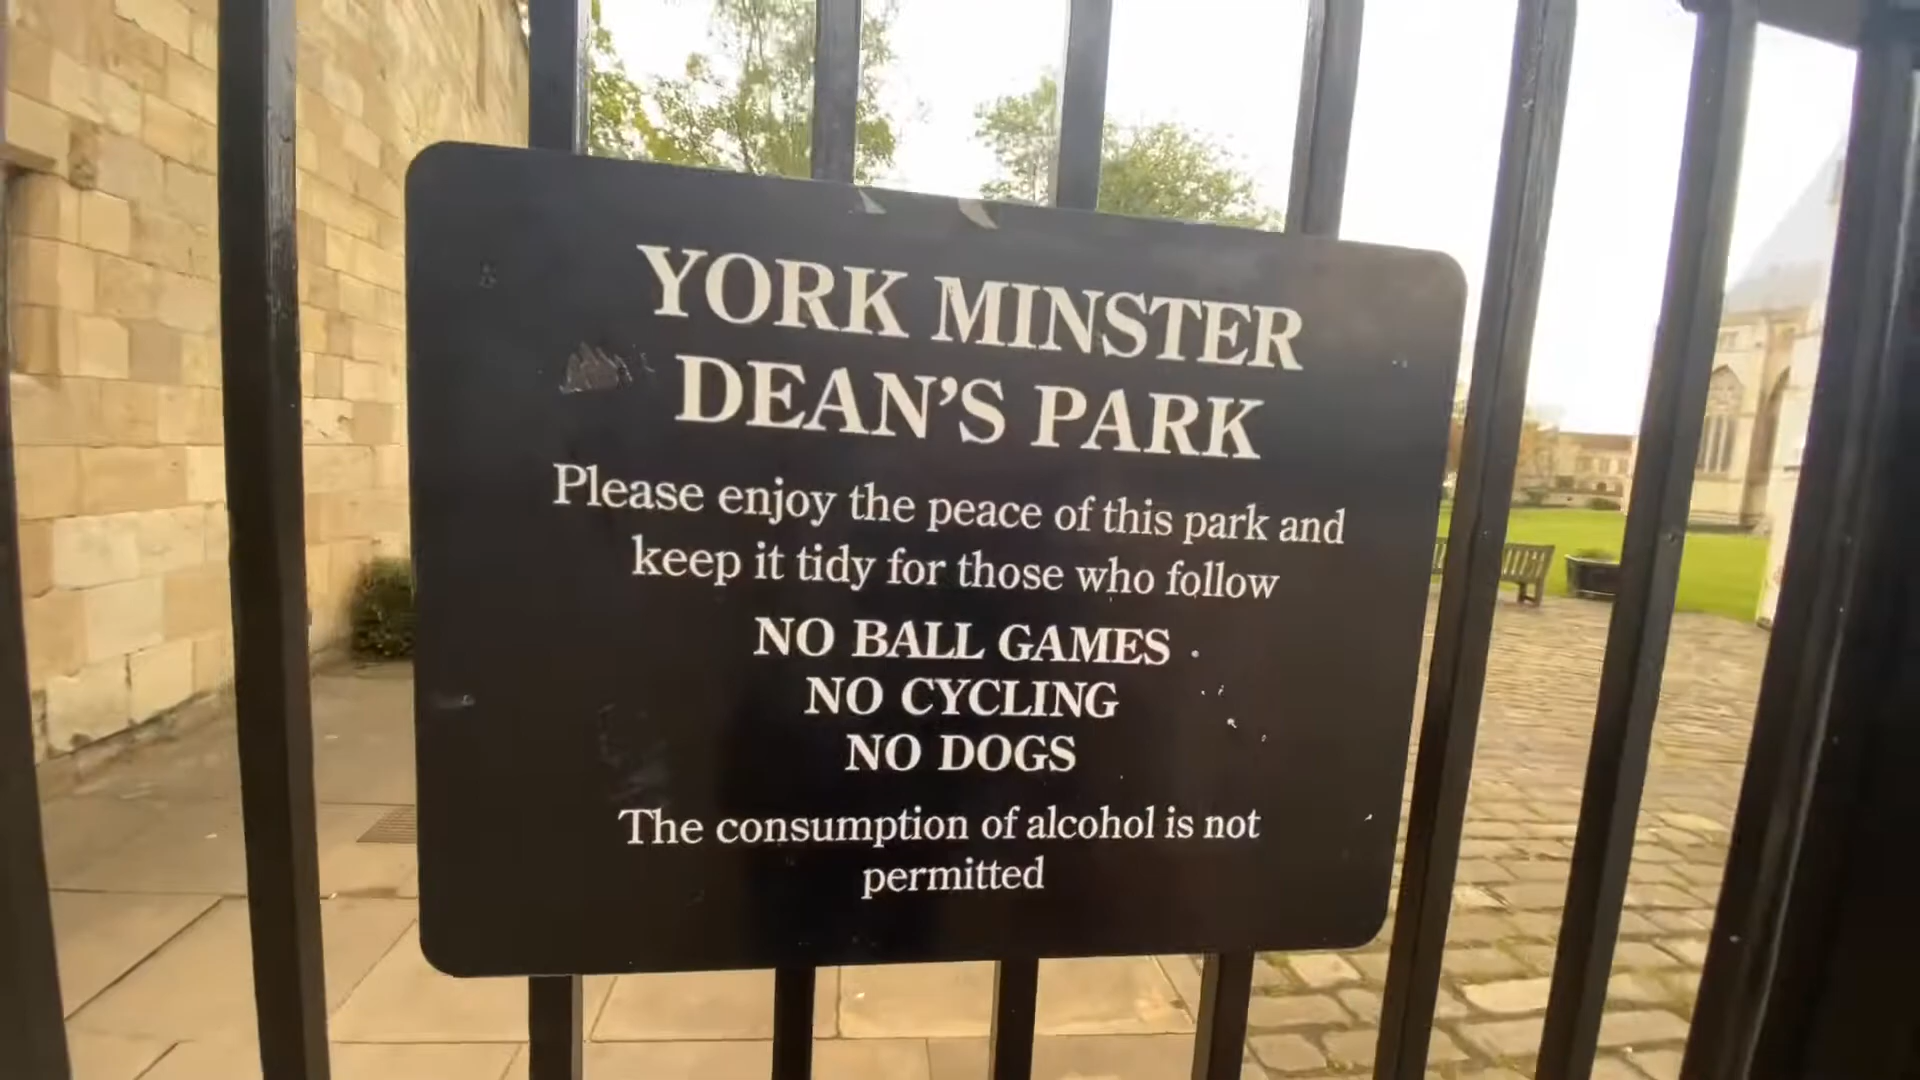 YORK MINSTER
DEAN'S PARK
Please enjoy the peace of this park and
keep it tidy for those who follow
NO BALL GAMES
NO CYCLING
NO DOGS
The consumption of alcohol is not
permitted